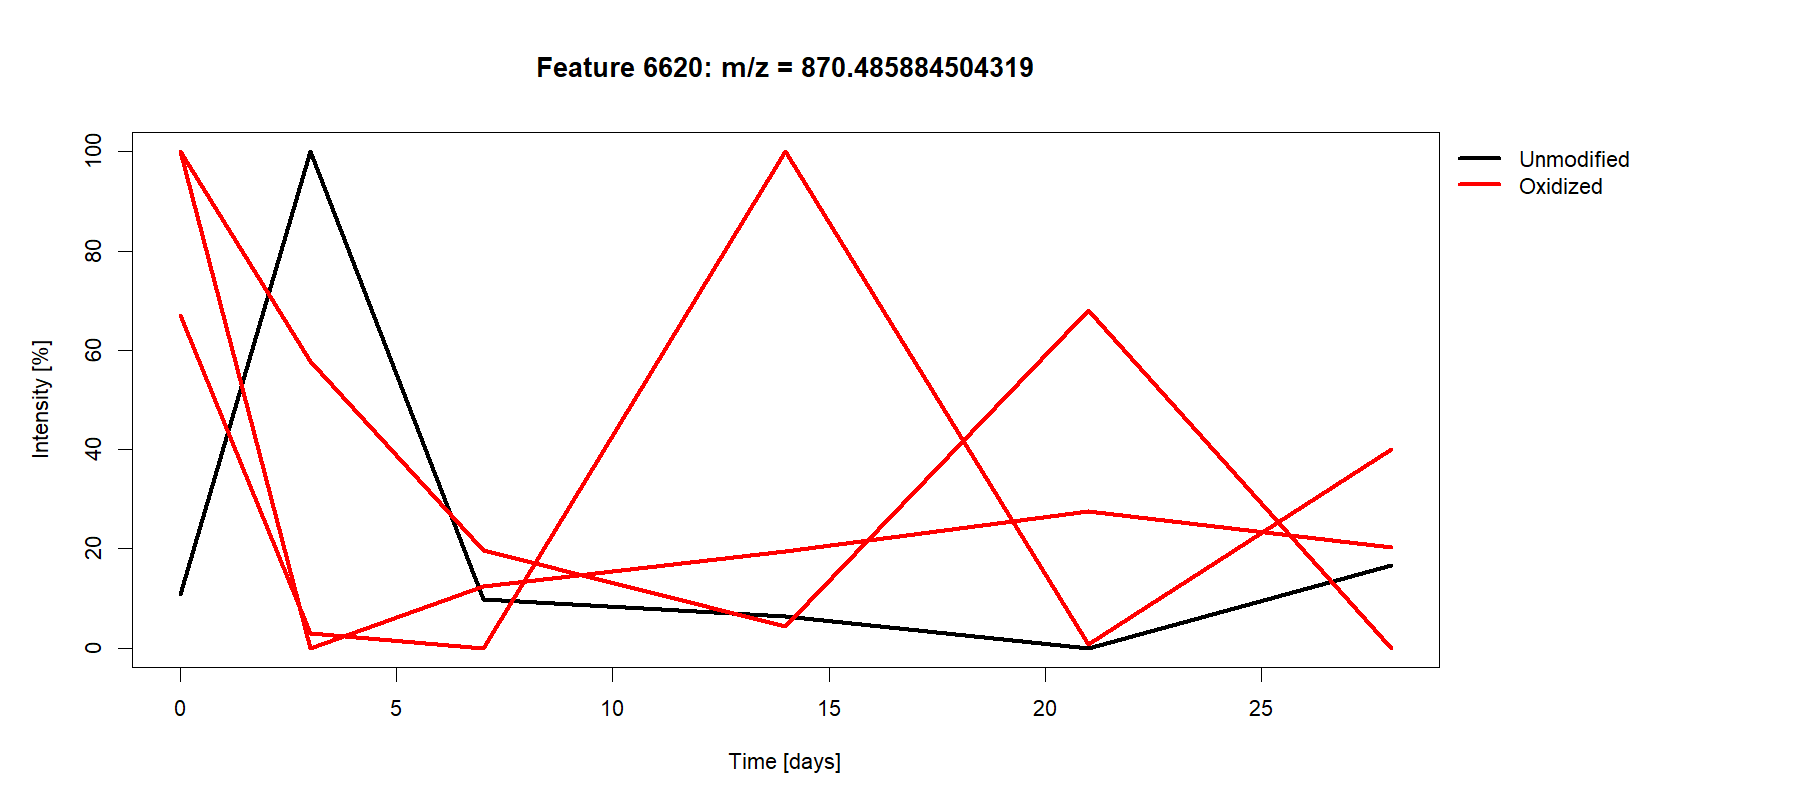 Feature 6620: m/z = 870.485884504319
Unmodified
Oxidized
100
80
60
40
20
0
Intensity [%]
0 5 10 15 20 25
Time [days]